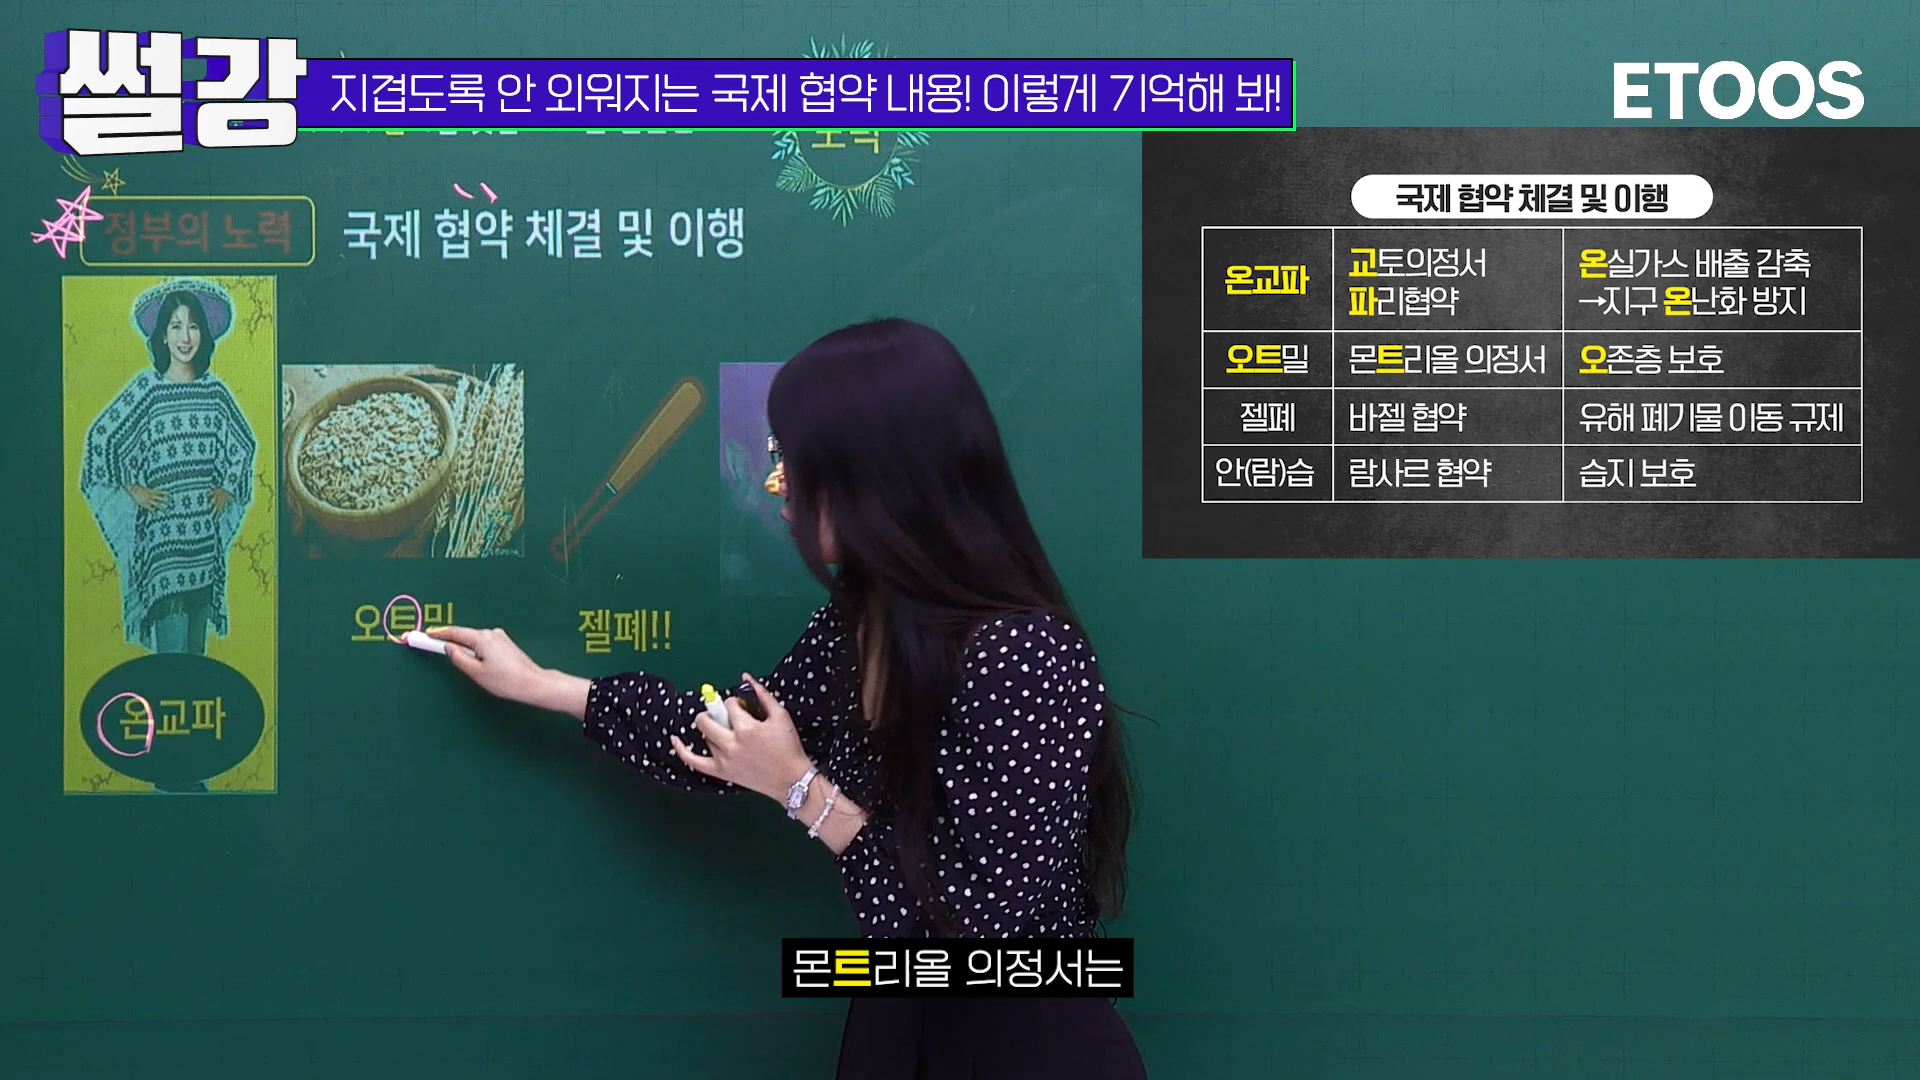 썰강
지겹도록 안 외워지는 국제 협약 내용! 이렇게 기억해 봐!
ETOOS
노력
정부의 노력
국제 협약 체결 및 이행
온교파
오트밀
젤폐!!
국제 협약 체결 및 이행
온교파
교토의정서
파리협약
온실가스 배출 감축
→지구 온난화 방지
오트밀
몬트리올 의정서
오존층 보호
젤폐
바젤 협약
유해 폐기물 이동 규제
안(람)습
람사르 협약
습지 보호
몬트리올 의정서는